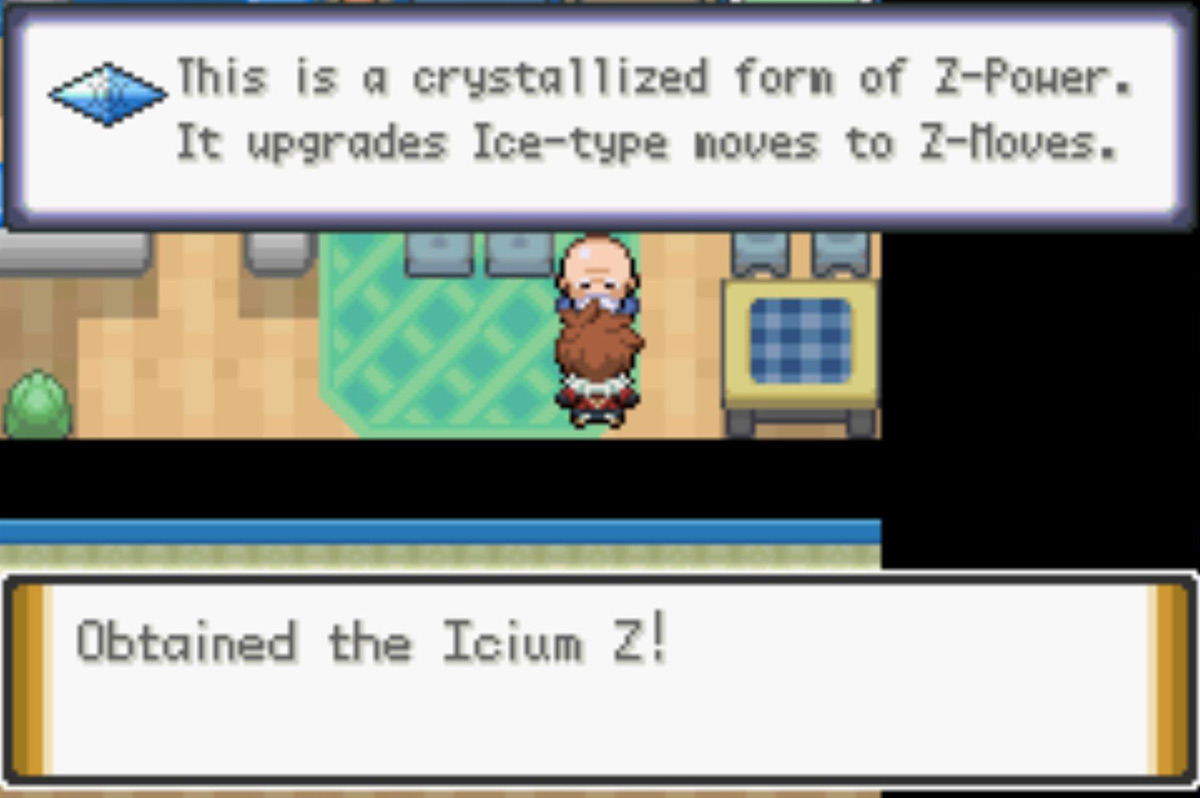 This is a crystallized form of Z-Power.
It upgrades Ice-type moves to Z-Moves.
Obtained the Icium Z!